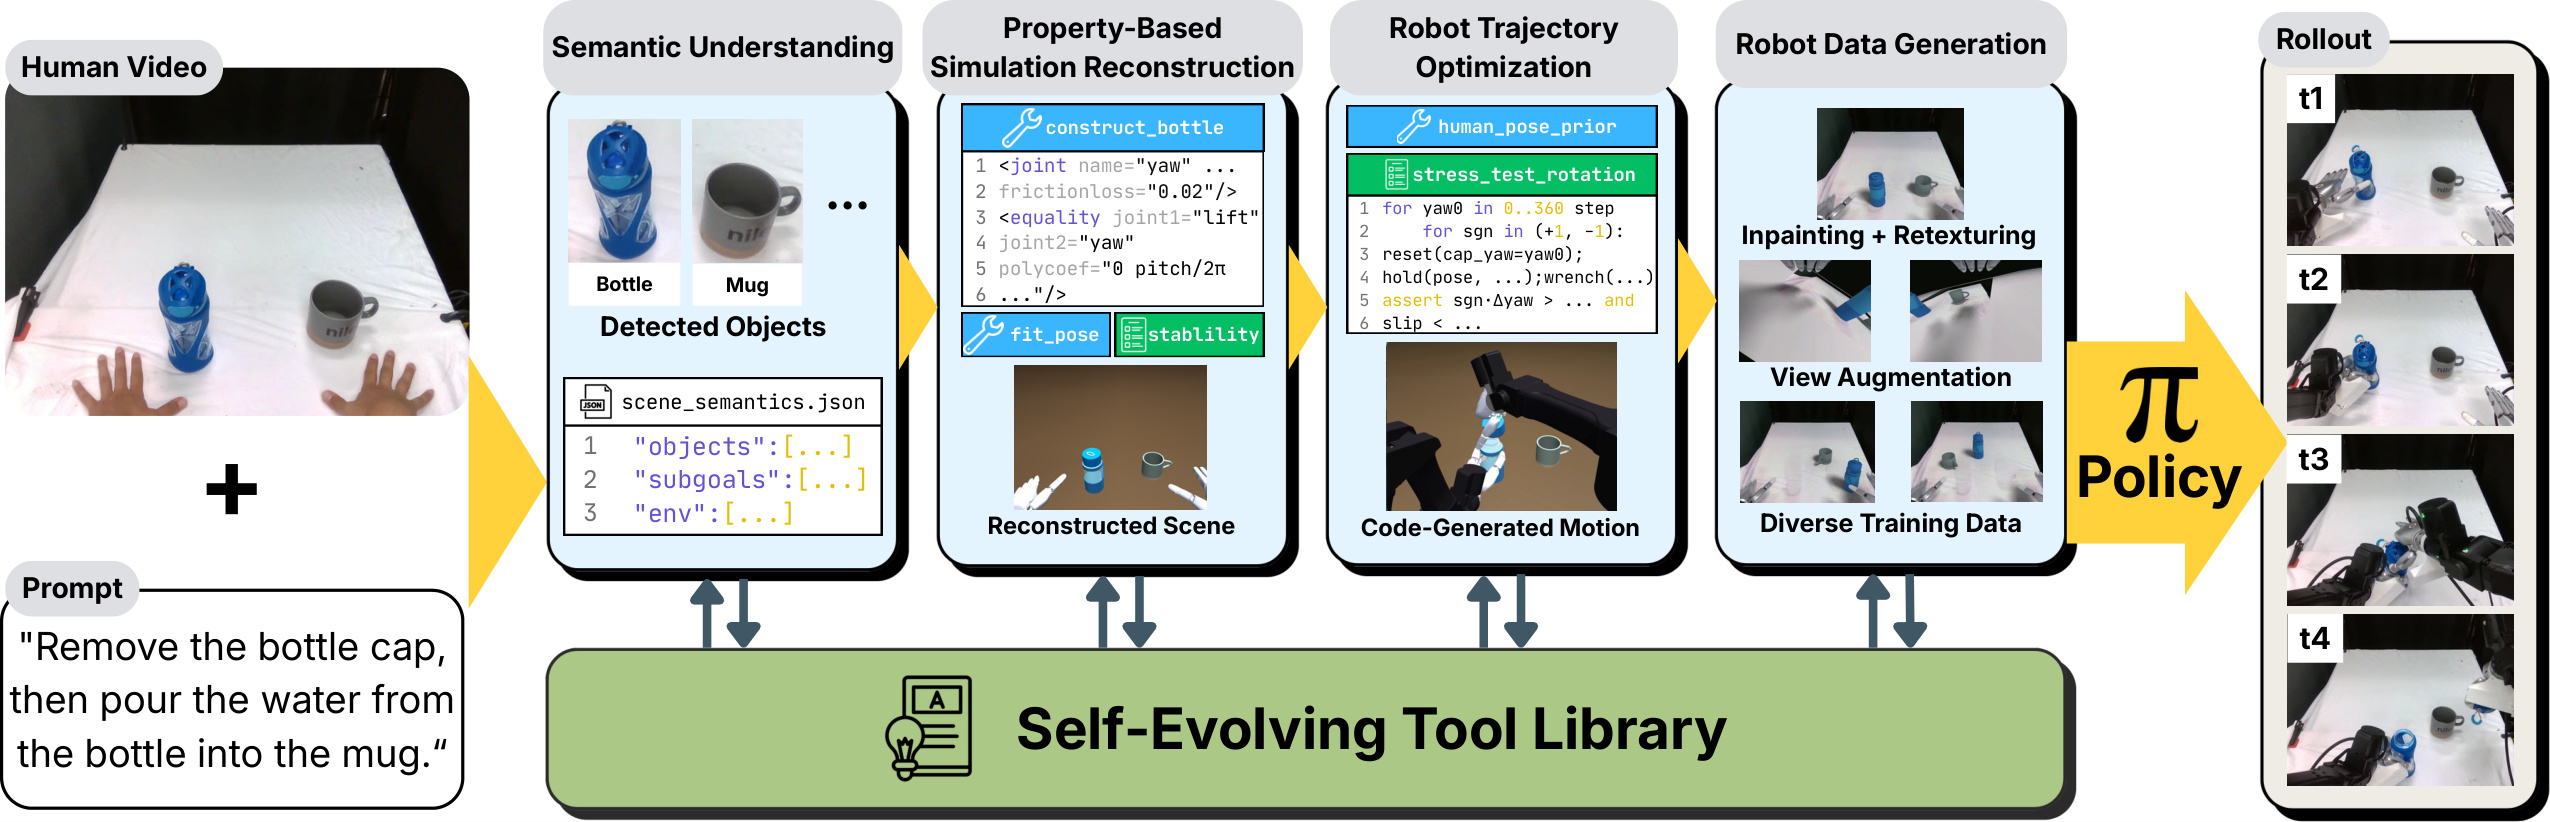 Human Video
Prompt
"Remove the bottle cap,
then pour the water from
the bottle into the mug.“
Semantic Understanding
Bottle
Mug
...
Detected Objects
JSON
scene_semantics.json
1 "objects":[...]
2 "subgoals":[...]
3 "env":[...]
Property-Based
Simulation Reconstruction
construct_bottle
1 <joint name="yaw" ...
2 frictionloss="0.02"/>
3 <equality joint1="lift"
4 joint2="yaw"
5 polycoef="0 pitch/2π
6 ..."/>
fit_pose
stablility
Reconstructed Scene
Robot Trajectory
Optimization
human_pose_prior
stress_test_rotation
1 for yaw0 in 0..360 step
2 for sgn in (+1, −1):
3 reset(cap_yaw=yaw0);
4 hold(pose, ...);wrench(...)
5 assert sgn·Δyaw > ... and
6 slip < ...
Code-Generated Motion
Robot Data Generation
Inpainting + Retexturing
View Augmentation
Diverse Training Data
π
Policy
Rollout
t1
t2
t3
t4
A
Self-Evolving Tool Library